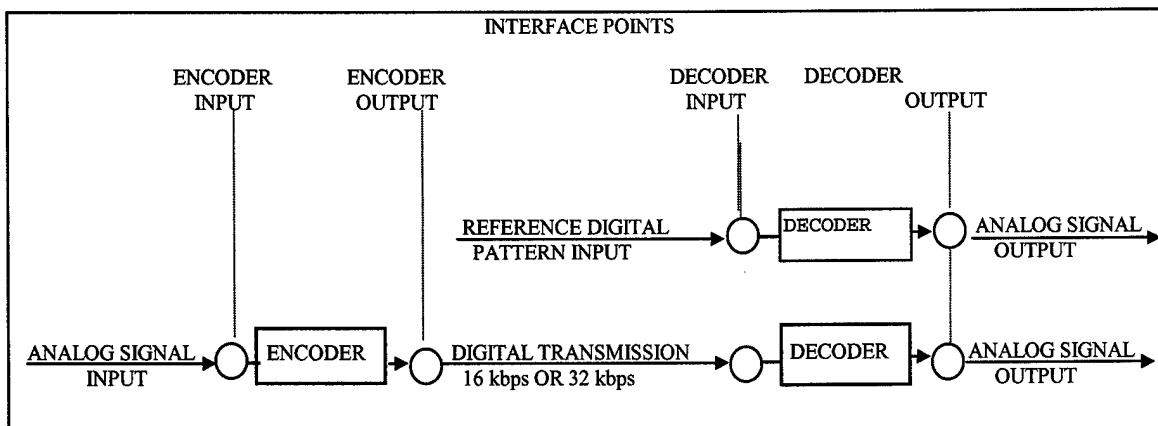 INTERFACE POINTS
ENCODER
INPUT
ENCODER
OUTPUT
DECODER
INPUT
DECODER
OUTPUT
REFERENCE DIGITAL
PATTERN INPUT
DECODER
ANALOG SIGNAL
OUTPUT
ANALOG SIGNAL
INPUT
ENCODER
DIGITAL TRANSMISSION
16 kbps OR 32 kbps
DECODER
ANALOG SIGNAL
OUTPUT